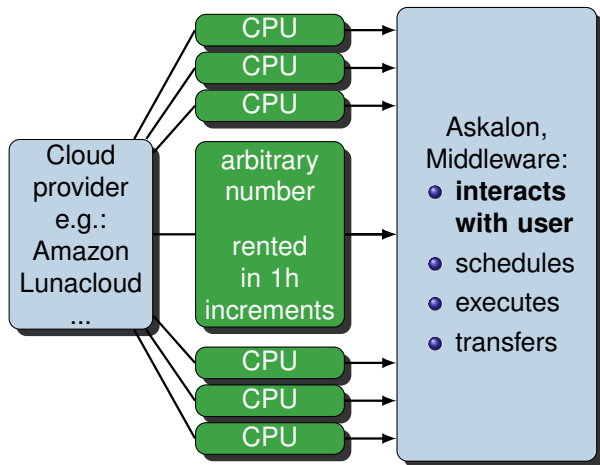 CPU
CPU
CPU
Cloud
provider
e.g.:
Amazon
Lunacloud
...
arbitrary
number
rented
in 1h
increments
CPU
CPU
CPU
Askalon,
Middleware:
interacts
with user
schedules
executes
transfers